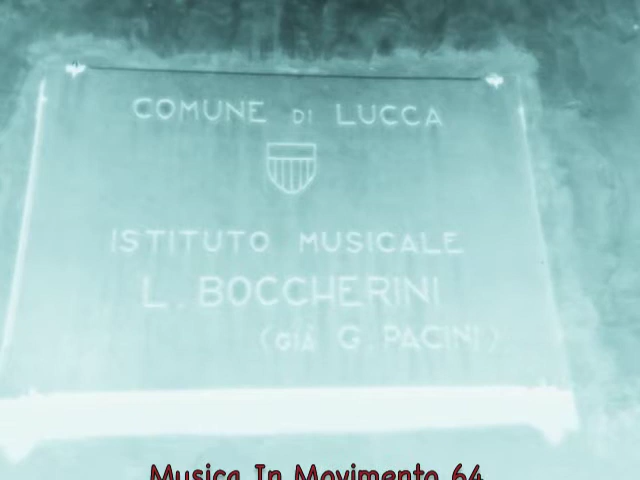 COMUNE DI LUCCA
ISTITUTO MUSICALE
L. BOCCHERINI
(GIÀ G. PACINI)
Musica In Movimento 64